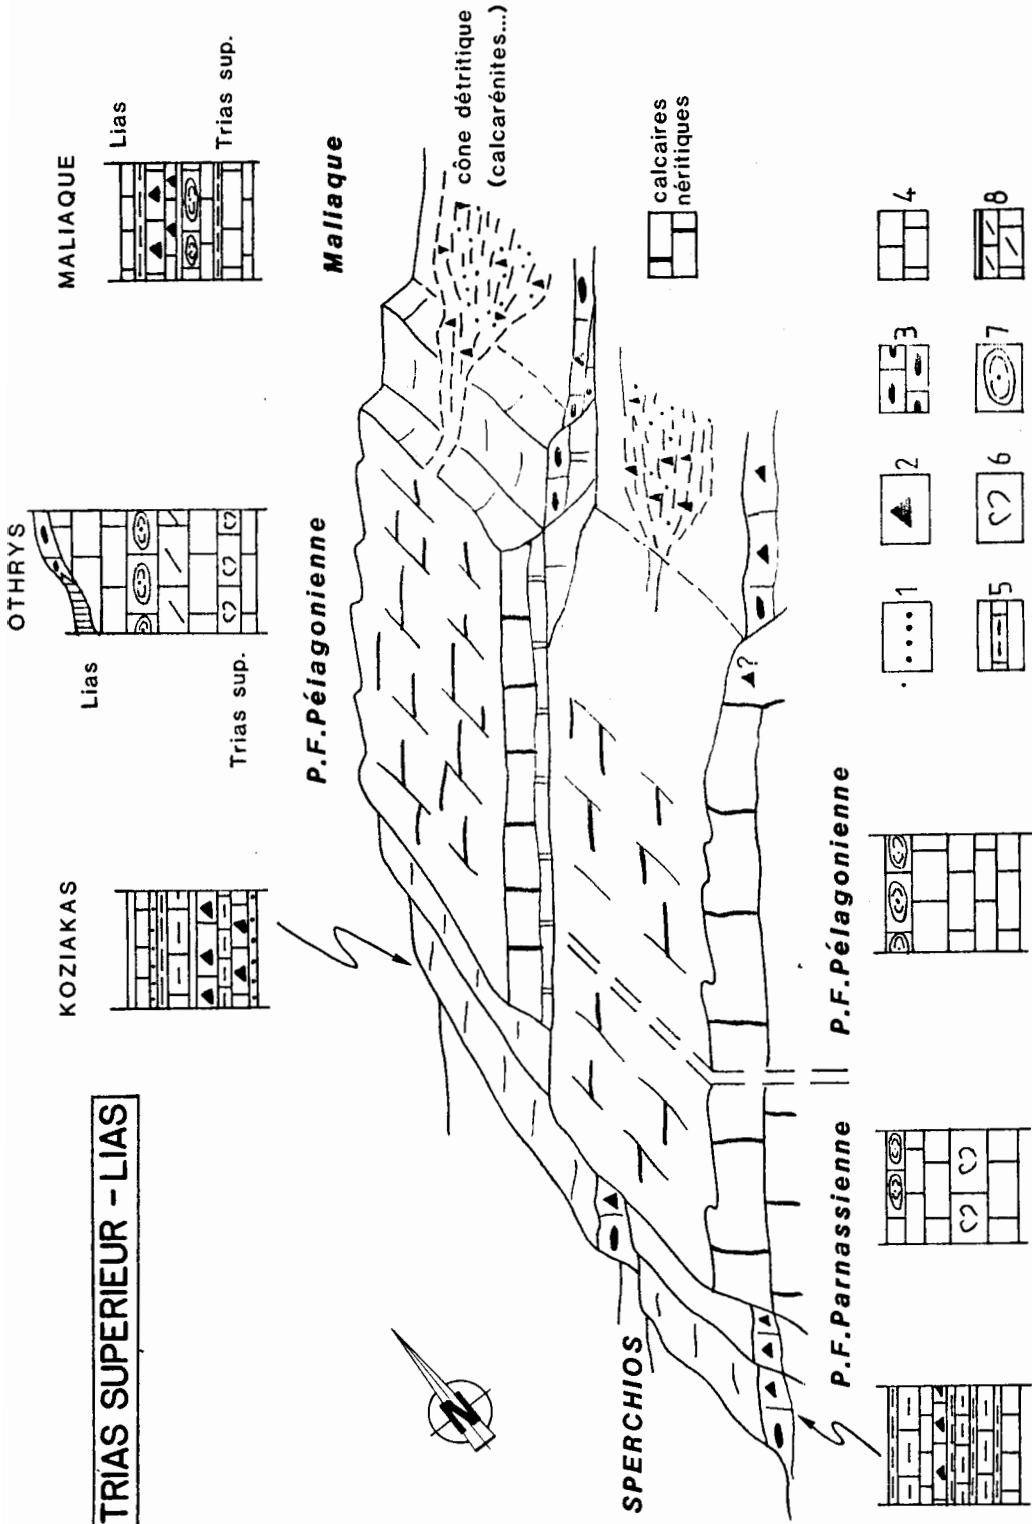 TRIAS SUPERIEUR - LIAS
KOZIAKAS
OTHRYS
Lias
Trias sup.
MALIAQUE
Lias
Trias sup.
P.F.Pélagonienne
Maliaque
cône détritique
(calcarénites...)
calcaires
néritiques
N
SPERCHIOS
?
P.F.Parnassienne
P.F.Pélagonienne
1
2
3
4
5
6
7
8